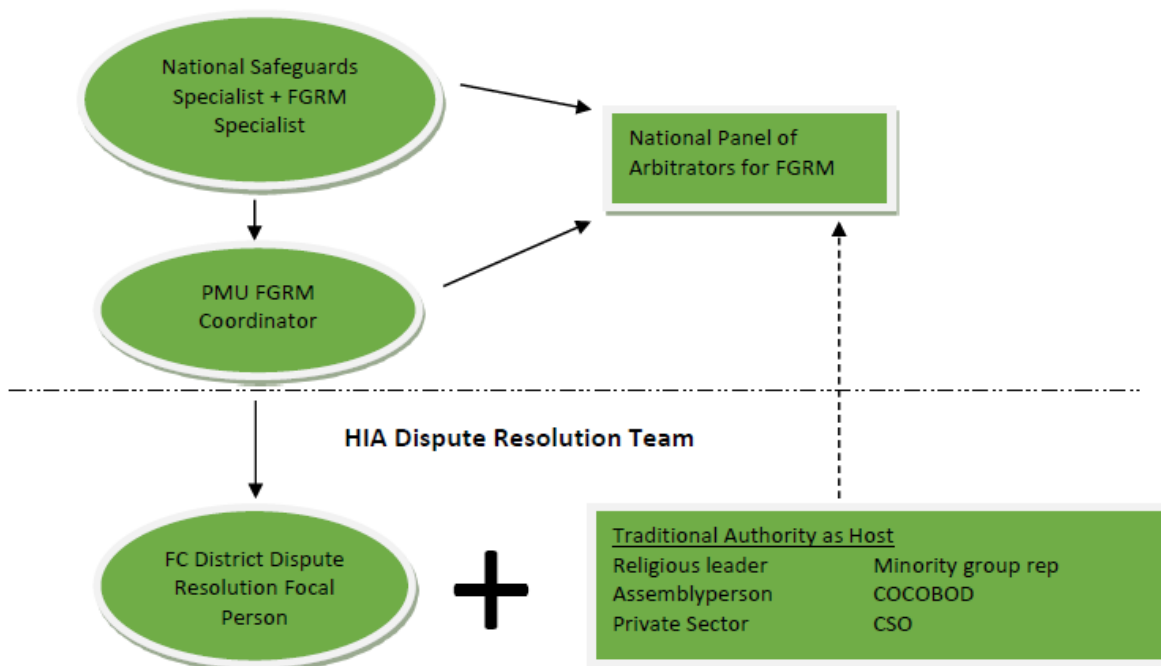 National Safeguards
Specialist + FGRM
Specialist
National Panel of
Arbitrators for FGRM
PMU FGRM
Coordinator
HIA Dispute Resolution Team
FC District Dispute
Resolution Focal
Person
Traditional Authority as Host
Religious leader Minority group rep
Assemblyperson COCOBOD
Private Sector CSO